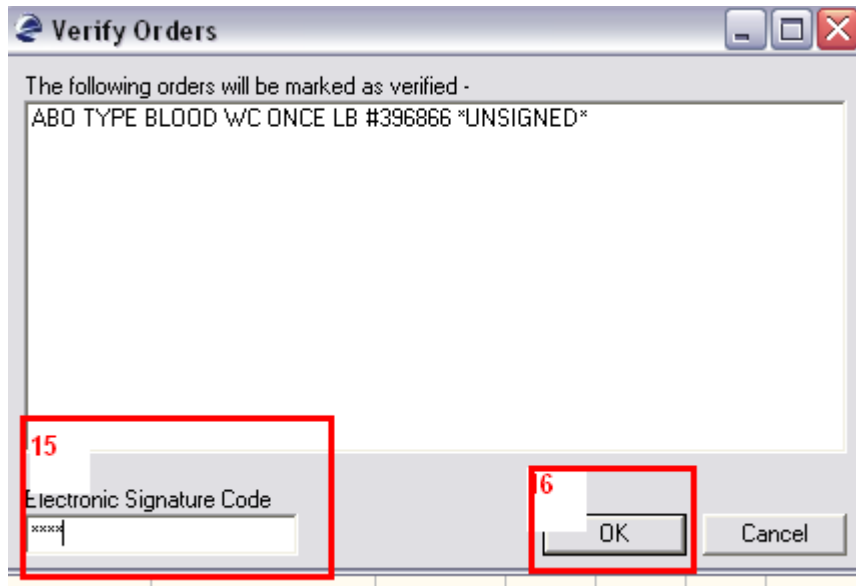 Verify Orders
The following orders will be marked as verified -
ABO TYPE BLOOD WC ONCE LB #396866 *UNSIGNED*
15
Electronic Signature Code
****
16
OK
Cancel